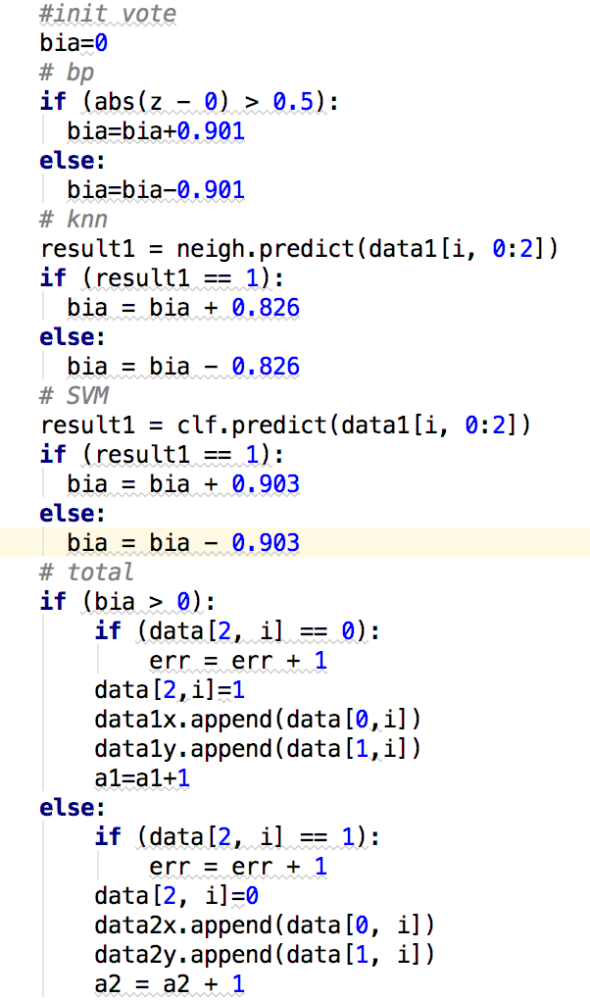 #init vote
bia=0
# bp
if (abs(z - 0) > 0.5):
  bia=bia+0.901
else:
  bia=bia-0.901
# knn
result1 = neigh.predict(data1[i, 0:2])
if (result1 == 1):
  bia = bia + 0.826
else:
  bia = bia - 0.826
# SVM
result1 = clf.predict(data1[i, 0:2])
if (result1 == 1):
  bia = bia + 0.903
else:
  bia = bia - 0.903
# total
if (bia > 0):
    if (data[2, i] == 0):
        err = err + 1
    data[2,i]=1
    data1x.append(data[0,i])
    data1y.append(data[1,i])
    a1=a1+1
else:
    if (data[2, i] == 1):
        err = err + 1
    data[2, i]=0
    data2x.append(data[0, i])
    data2y.append(data[1, i])
    a2 = a2 + 1